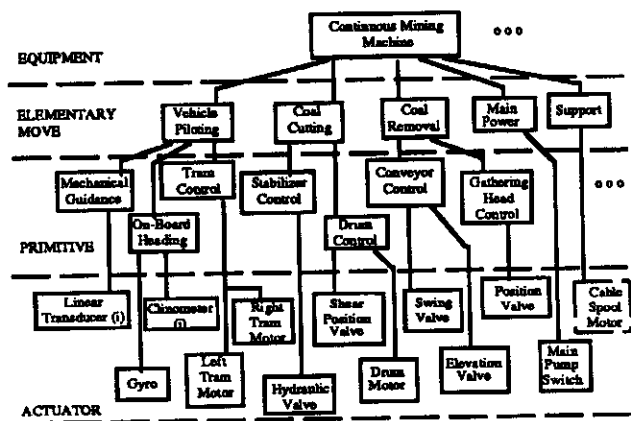 Continuous Mining
Machine
o o o
EQUIPMENT
ELEMENTARY
MOVE
Vehicle
Piloting
Coal
Cutting
Coal
Removal
Main
Power
Support
Mechanical
Guidance
Tram
Control
Stabilizer
Control
Conveyor
Control
Gathering
Head
Control
o o o
On-Board
Heading
Drum
Control
PRIMITIVE
Linear
Transducer (i)
Clinometer
(i)
Right
Tram
Motor
Shear
Position
Valve
Swing
Valve
Position
Valve
Cable
Spool
Motor
Gyro
Left
Tram
Motor
Hydraulic
Valve
Drum
Motor
Elevation
Valve
Main
Pump
Switch
ACTUATOR